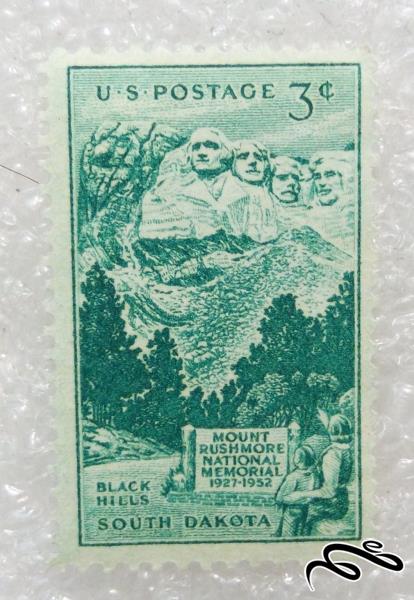 U·S·POSTAGE 3¢
MOUNT
RUSHMORE
NATIONAL
MEMORIAL
1927-1952
BLACK
HILLS
SOUTH DAKOTA